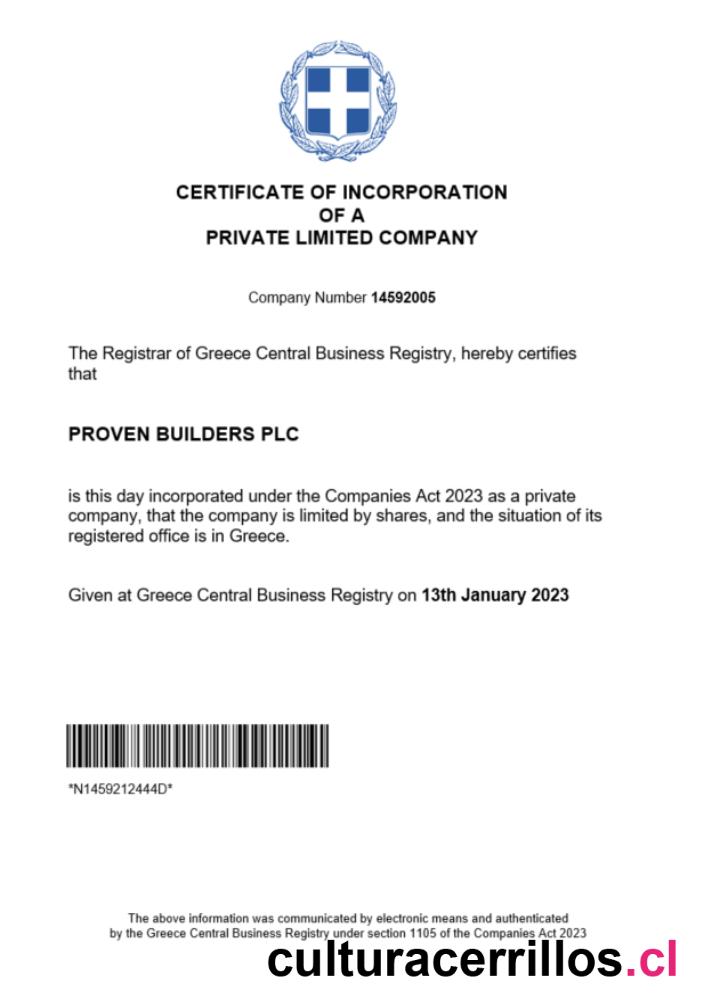 CERTIFICATE OF INCORPORATION
OF A
PRIVATE LIMITED COMPANY
Company Number 14592005
The Registrar of Greece Central Business Registry, hereby certifies
that
PROVEN BUILDERS PLC
is this day incorporated under the Companies Act 2023 as a private
company, that the company is limited by shares, and the situation of its
registered office is in Greece.
Given at Greece Central Business Registry on 13th January 2023
*N1459212444D*
The above information was communicated by electronic means and authenticated
by the Greece Central Business Registry under section 1105 of the Companies Act 2023
culturacerrillos.cl